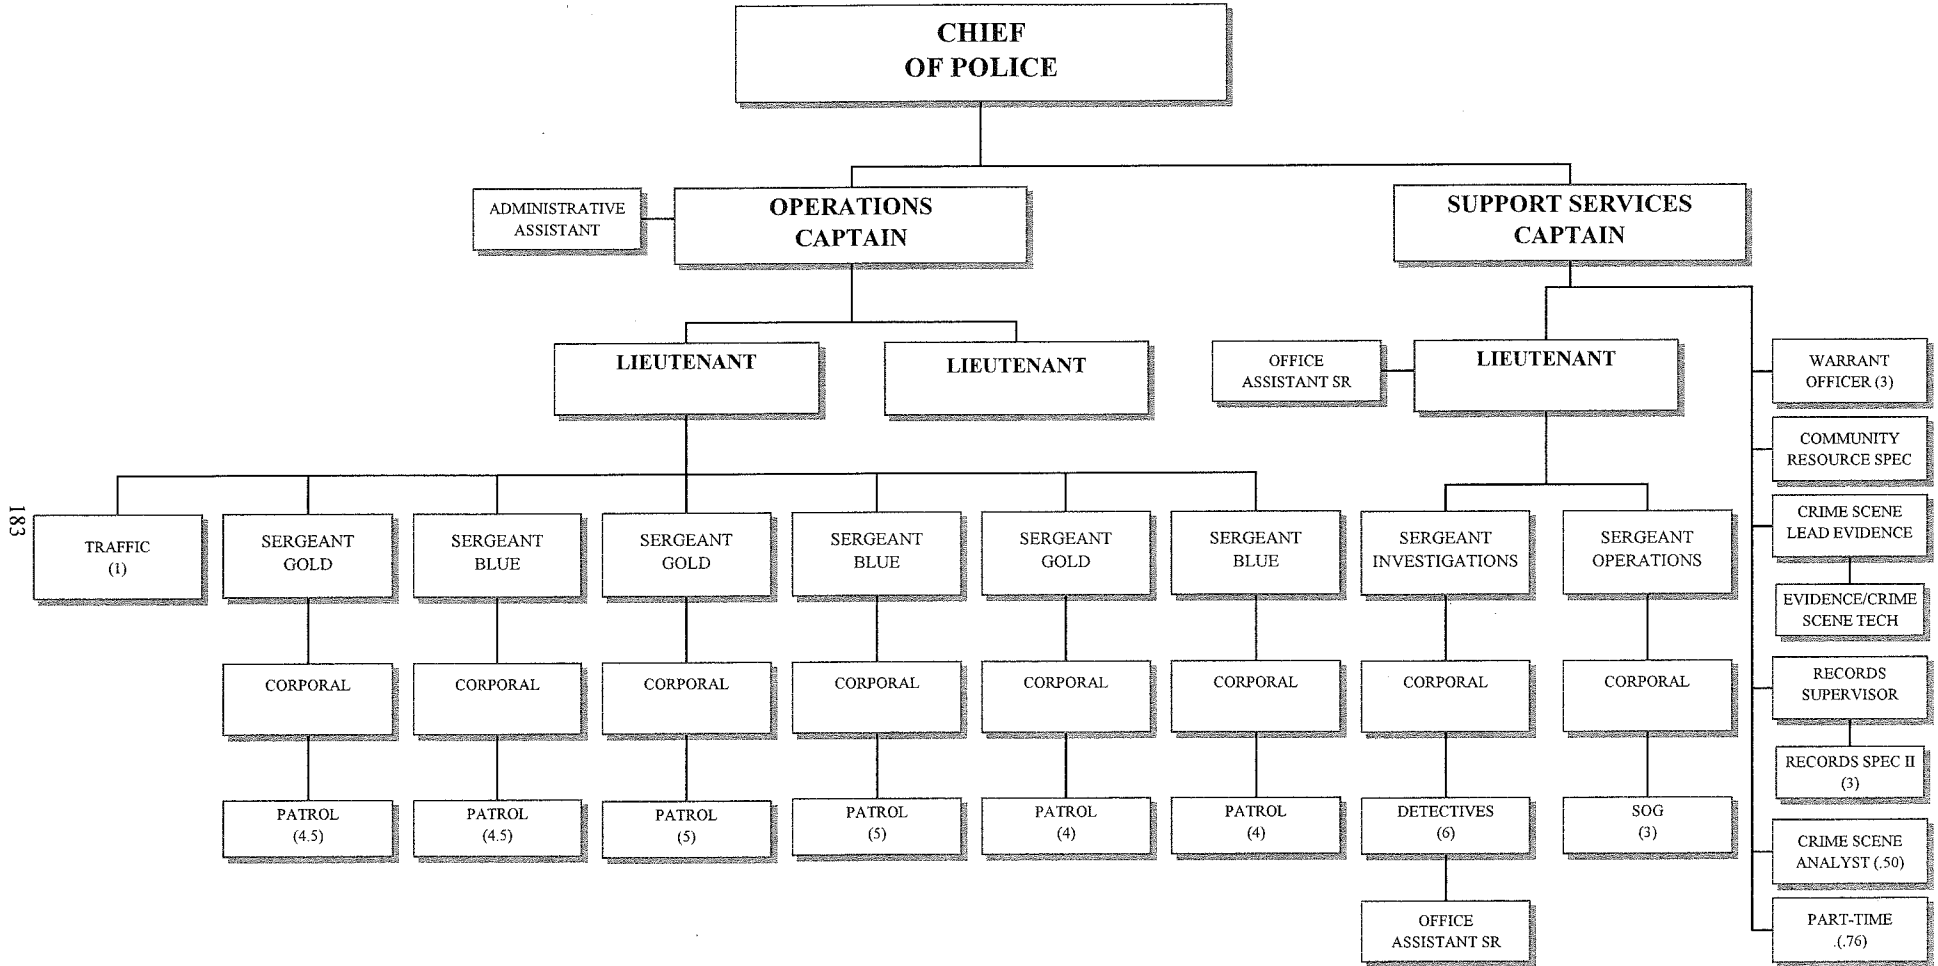 CHIEF
OF POLICE
ADMINISTRATIVE
ASSISTANT
OPERATIONS
CAPTAIN
SUPPORT SERVICES
CAPTAIN
LIEUTENANT
LIEUTENANT
OFFICE
ASSISTANT SR
LIEUTENANT
WARRANT
OFFICER (3)
COMMUNITY
RESOURCE SPEC
CRIME SCENE
LEAD EVIDENCE
EVIDENCE/CRIME
SCENE TECH
RECORDS
SUPERVISOR
RECORDS SPEC II
(3)
CRIME SCENE
ANALYST (.50)
PART-TIME
.(.76)
TRAFFIC
(1)
SERGEANT
GOLD
SERGEANT
BLUE
SERGEANT
GOLD
SERGEANT
BLUE
SERGEANT
GOLD
SERGEANT
BLUE
SERGEANT
INVESTIGATIONS
SERGEANT
OPERATIONS
CORPORAL
CORPORAL
CORPORAL
CORPORAL
CORPORAL
CORPORAL
CORPORAL
CORPORAL
PATROL
(4.5)
PATROL
(4.5)
PATROL
(5)
PATROL
(5)
PATROL
(4)
PATROL
(4)
DETECTIVES
(6)
SOG
(3)
OFFICE
ASSISTANT SR
183